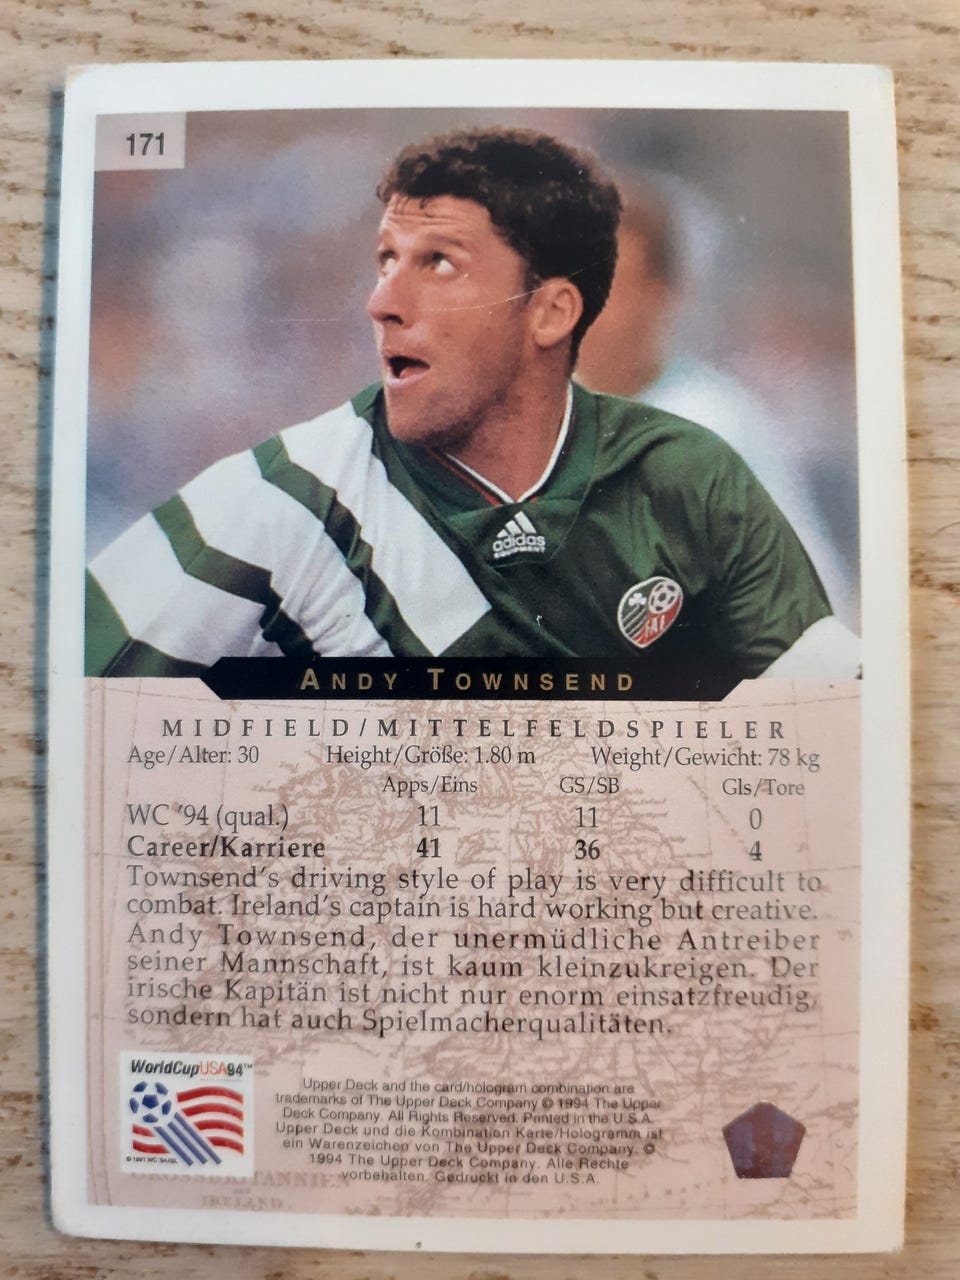 171
adidas
EQUIPMENT
FAI
ANDY TOWNSEND
MIDFIELD/MITTELFELDSPIELER
Age/Alter: 30 Height/Größe: 1.80 m Weight/Gewicht: 78 kg
Apps/Eins GS/SB Gls/Tore
WC '94 (qual.) 11 11 0
Career/Karriere 41 36 4
Townsend's driving style of play is very difficult to
combat. Ireland's captain is hard working but creative.
Andy Townsend, der unermüdliche Antreiber
seiner Mannschaft, ist kaum kleinzukreigen. Der
irische Kapitän ist nicht nur enorm einsatzfreudig,
sondern hat auch Spielmacherqualitäten.
WorldCupUSA94™
Upper Deck and the card/hologram combination are
trademarks of The Upper Deck Company © 1994 The Upper
Deck Company. All Rights Reserved. Printed in the U.S.A.
Upper Deck und die Kombination Karte/Hologramm ist
ein Warenzeichen von The Upper Deck Company. ©
1994 The Upper Deck Company. Alle Rechte
vorbehalten. Gedruckt in den U.S.A.
GROSSBRITANNIEN
IRELAND